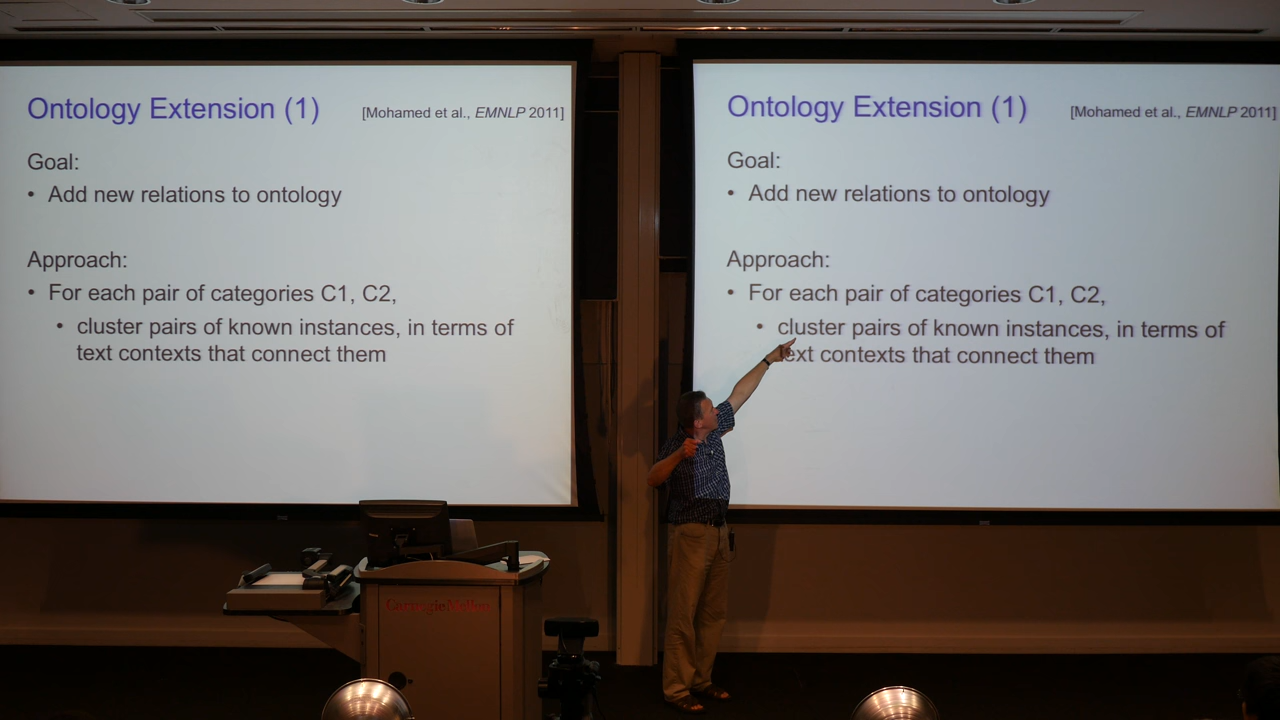 Ontology Extension (1) [Mohamed et al., EMNLP 2011]
Goal:
• Add new relations to ontology
Approach:
• For each pair of categories C1, C2,
• cluster pairs of known instances, in terms of
text contexts that connect them
Ontology Extension (1) [Mohamed et al., EMNLP 2011]
Goal:
• Add new relations to ontology
Approach:
• For each pair of categories C1, C2,
• cluster pairs of known instances, in terms of
text contexts that connect them
Carnegie Mellon